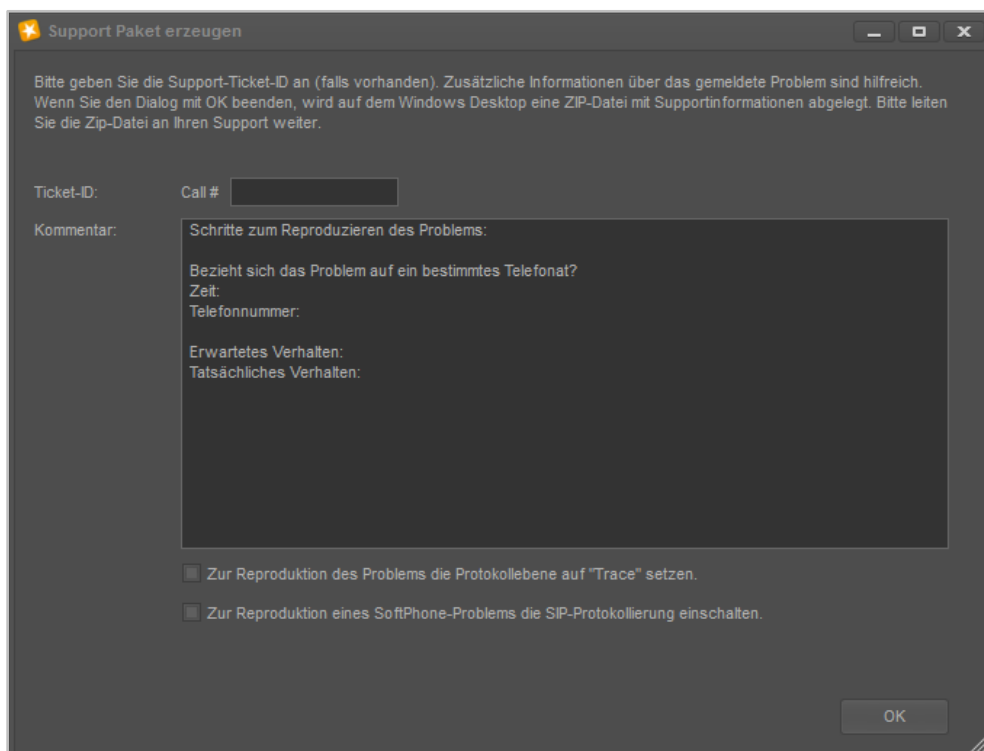 Support Paket erzeugen
Bitte geben Sie die Support-Ticket-ID an (falls vorhanden). Zusätzliche Informationen über das gemeldete Problem sind hilfreich.
Wenn Sie den Dialog mit OK beenden, wird auf dem Windows Desktop eine ZIP-Datei mit Supportinformationen abgelegt. Bitte leiten
Sie die Zip-Datei an Ihren Support weiter.
Ticket-ID: Call #
Kommentar: Schritte zum Reproduzieren des Problems:
Bezieht sich das Problem auf ein bestimmtes Telefonat?
Zeit:
Telefonnummer:
Erwartetes Verhalten:
Tatsächliches Verhalten:
Zur Reproduktion des Problems die Protokollebene auf "Trace" setzen.
Zur Reproduktion eines SoftPhone-Problems die SIP-Protokollierung einschalten.
OK